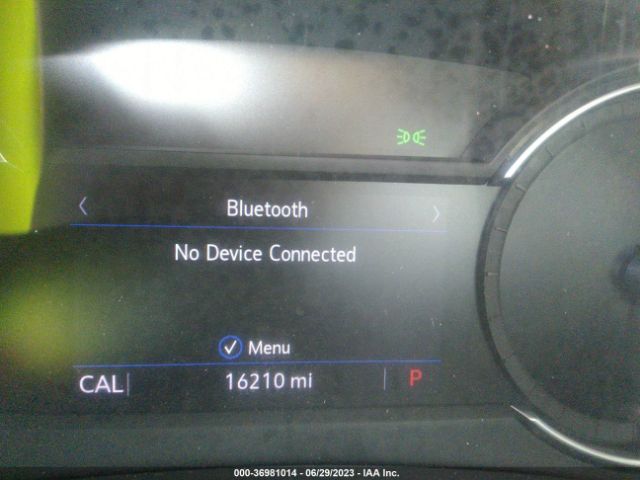 Bluetooth
No Device Connected
Menu
CAL 16210 mi P
000-36981014 - 06/29/2023 - IAA Inc.